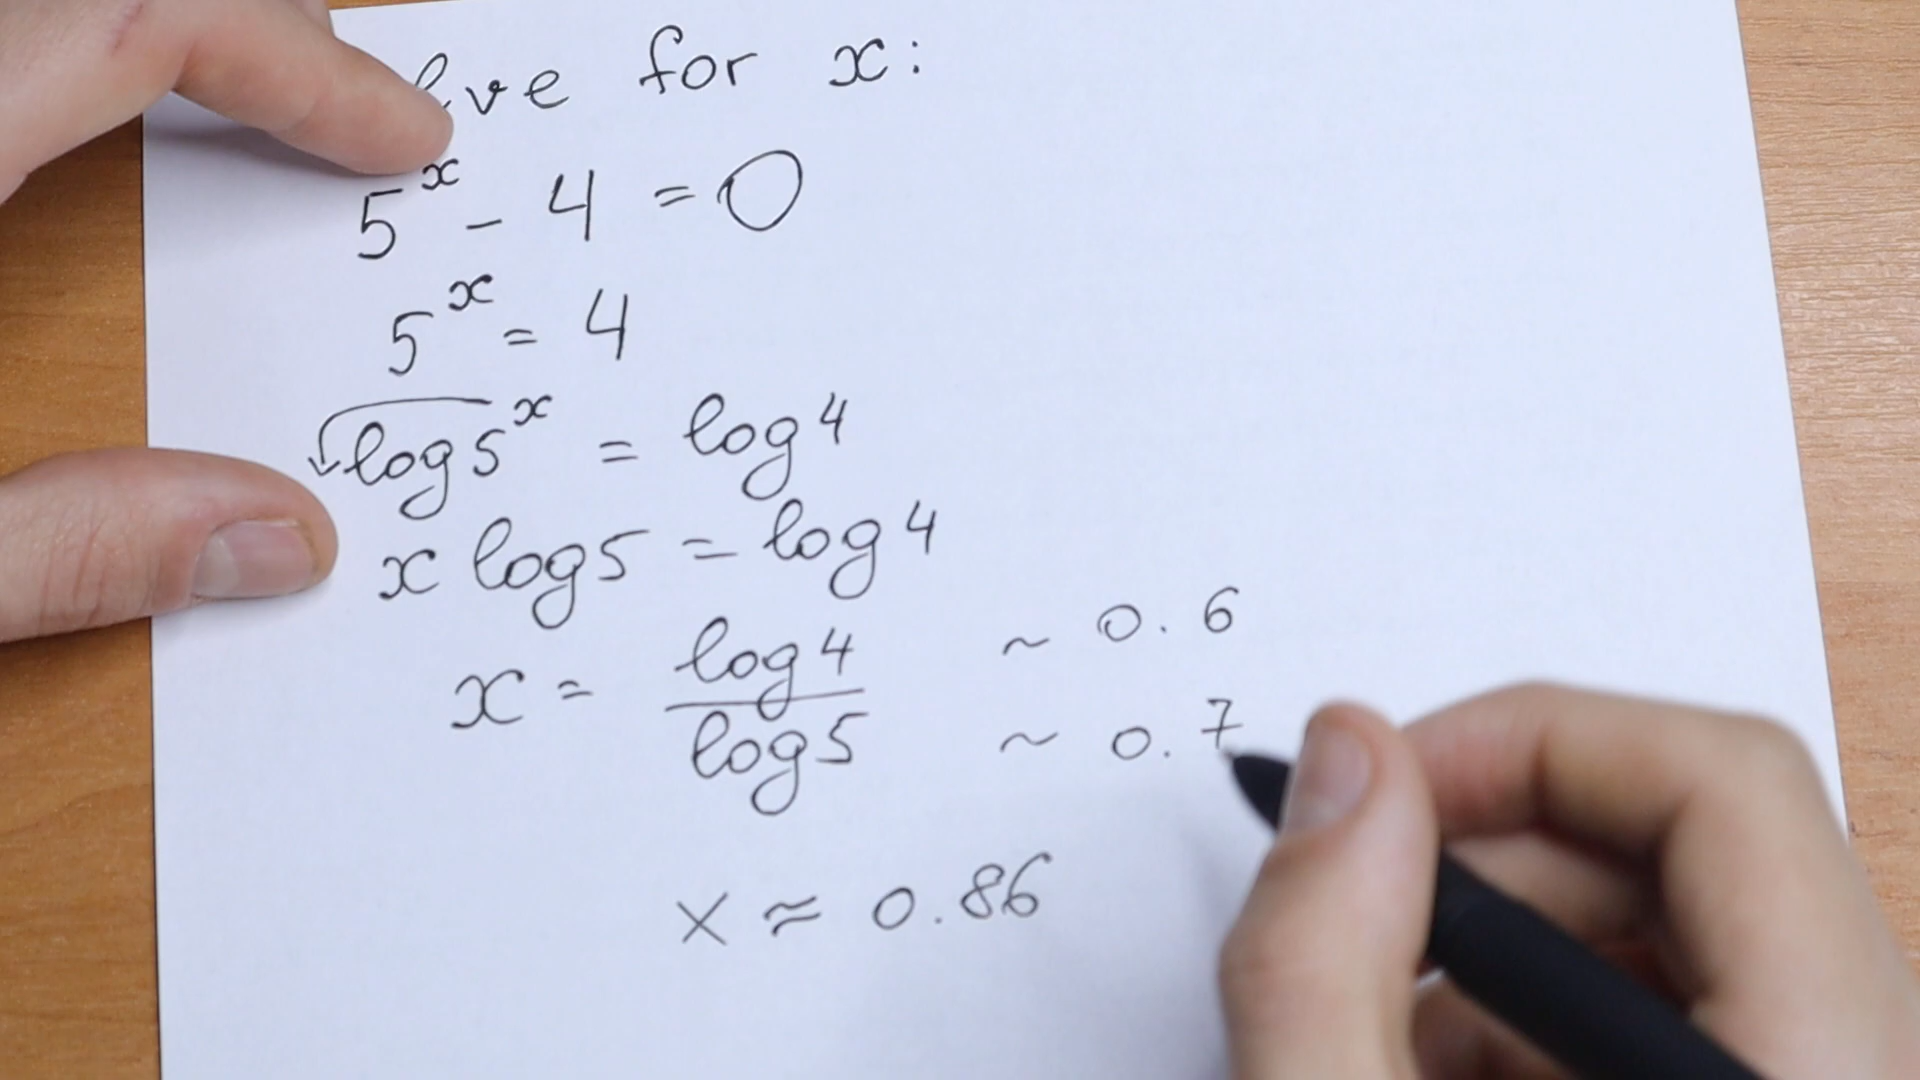 lve for x:
5^x - 4 = 0
5^x = 4
log 5^x = log 4
x log 5 = log 4
x = log 4 / log 5 ~ 0.6 ~ 0.7
x ≈ 0.86